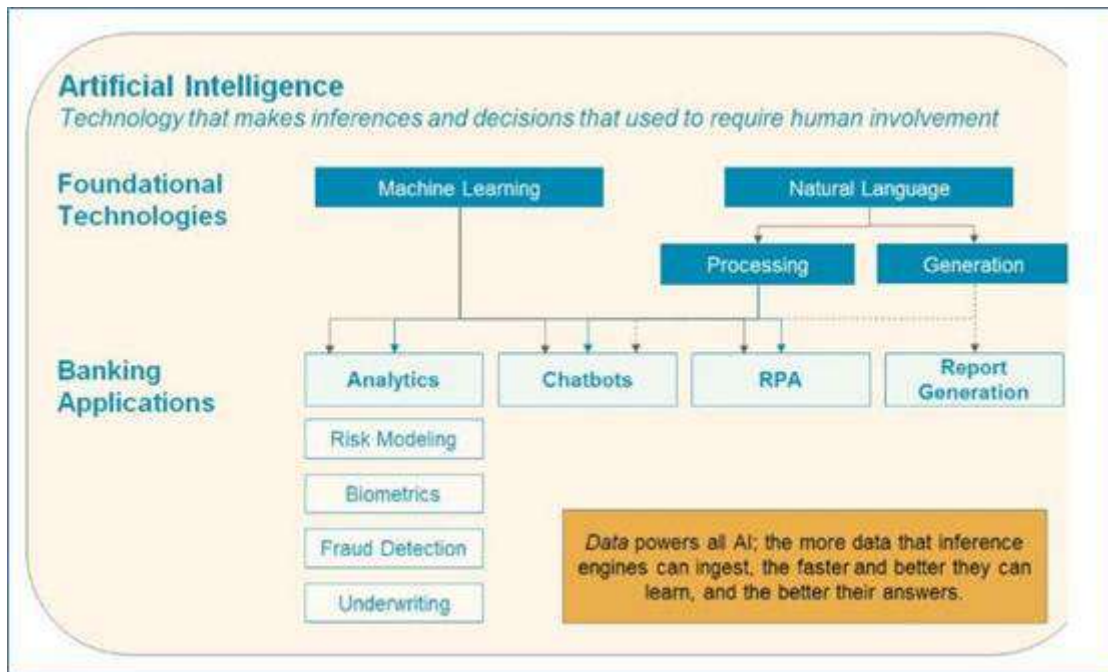 Artificial Intelligence
Technology that makes inferences and decisions that used to require human involvement
Foundational
Technologies
Machine Learning
Natural Language
Processing
Generation
Banking
Applications
Analytics
Chatbots
RPA
Report
Generation
Risk Modeling
Biometrics
Fraud Detection
Underwriting
Data powers all AI; the more data that inference
engines can ingest, the faster and better they can
learn, and the better their answers.